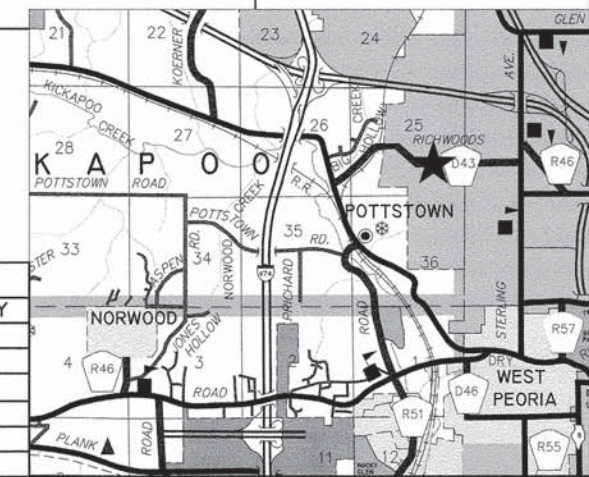 GLEN
21
22
23
24
KOERNER
AVE.
KICKAPOO
CREEK
27
26
25
CREEK
BIG HOLLOW
RICHWOODS
28
K A P O O
D43
R46
POTTSTOWN ROAD
R.R.
CREEK
POTTSTOWN
POTTSTOWN
RD.
35
RD.
33
34
ASPEN
NORWOOD
474
PRICHARD
36
STERLING
ROAD
NORWOOD
JONES
HOLLOW
R57
4
3
2
1
DRY
R46
ROAD
D46
WEST
PEORIA
R51
PLANK
ROAD
11
12
R55
ROCKY
GLEN
Y